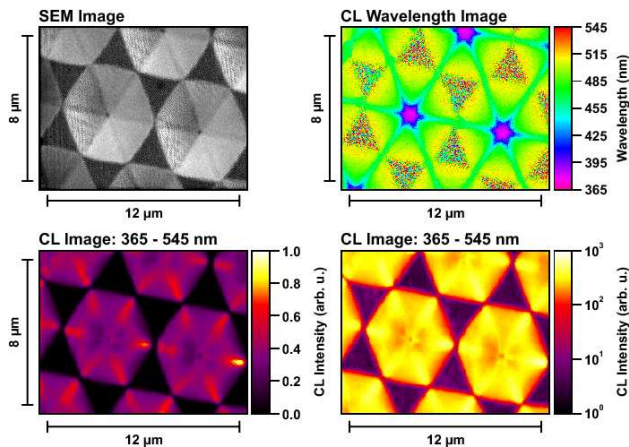 SEM Image
CL Wavelength Image
8 µm
12 µm
12 µm
545
515
485
455
425
395
365
Wavelength (nm)
CL Image: 365 - 545 nm
CL Image: 365 - 545 nm
8 µm
12 µm
1.0
0.8
0.6
0.4
0.2
0.0
CL Intensity (arb. u.)
12 µm
10³
10²
10¹
10⁰
CL Intensity (arb. u.)